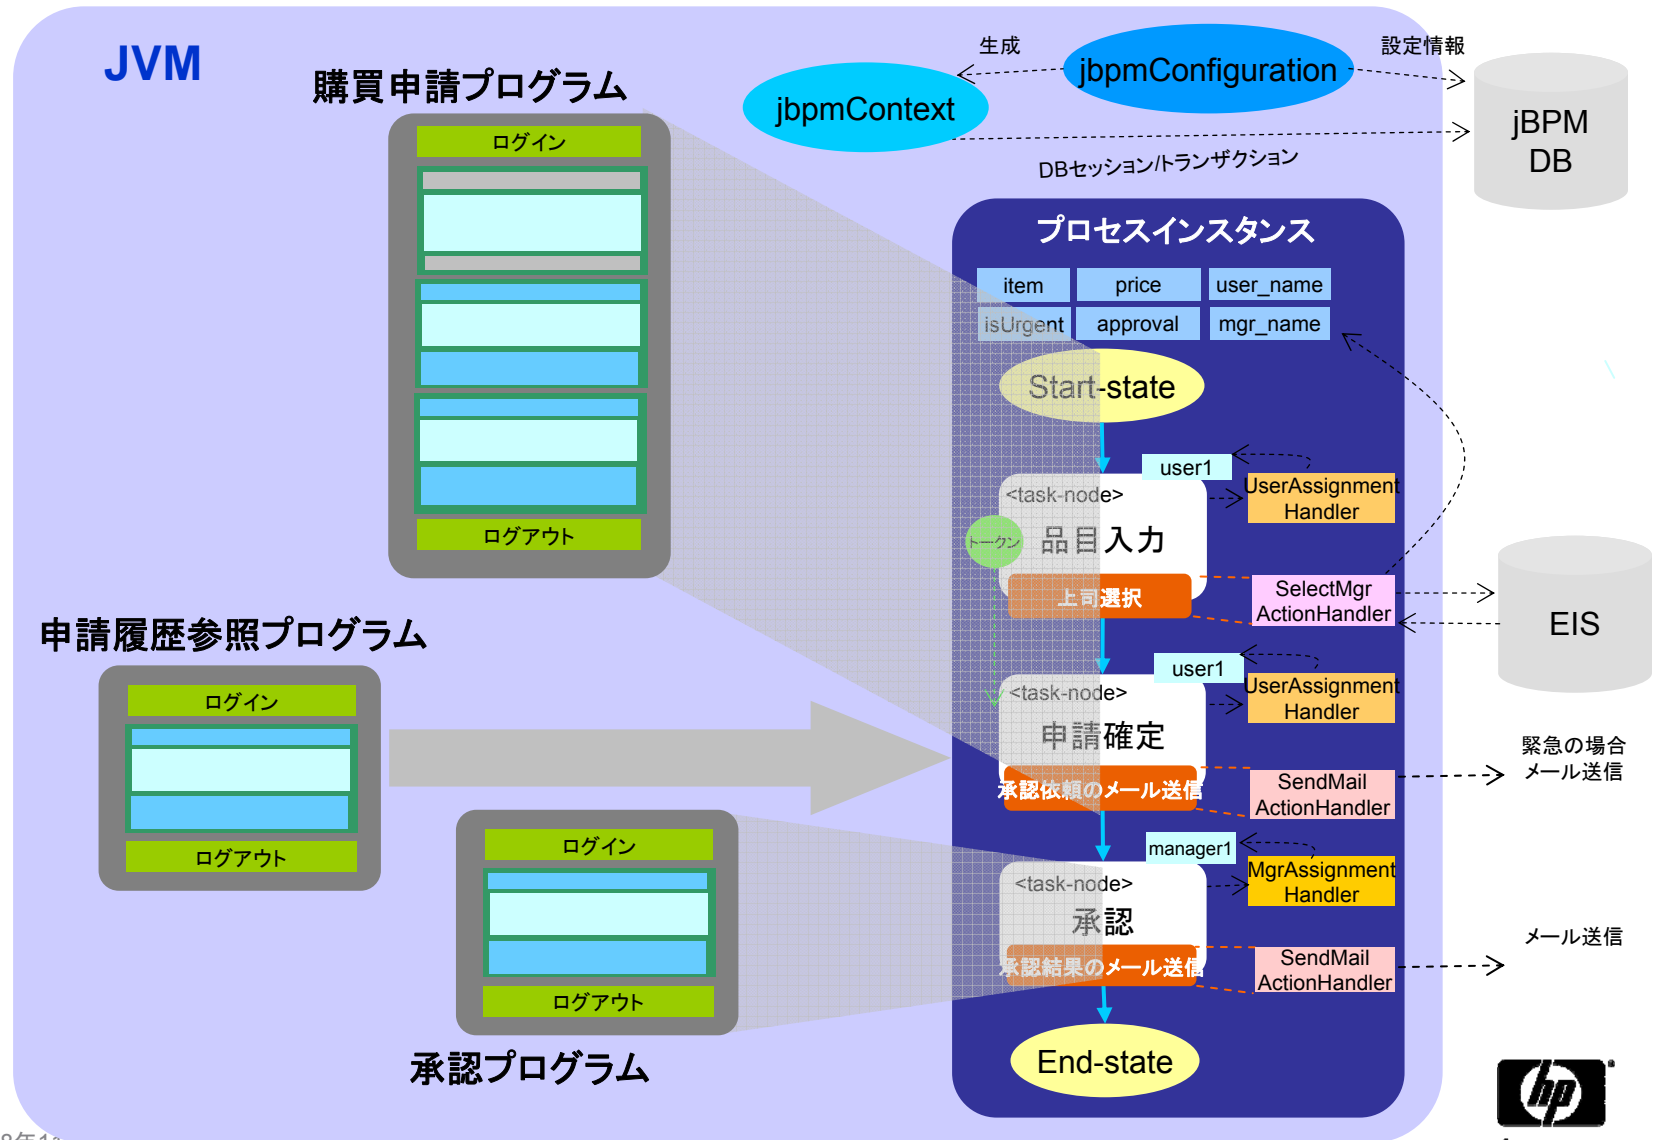 JVM
購買申請プログラム
ログイン
ログアウト
生成
jbpmConfiguration
設定情報
jbpmContext
DBセッション/トランザクション
jBPM
DB
プロセスインスタンス
item
price
user_name
isUrgent
approval
mgr_name
Start-state
user1
UserAssignment
Handler
<task-node>
品目入力
トークン
上司選択
SelectMgr
ActionHandler
EIS
user1
UserAssignment
Handler
<task-node>
申請確定
承認依頼のメール送信
SendMail
ActionHandler
緊急の場合
メール送信
manager1
MgrAssignment
Handler
<task-node>
承認
承認結果のメール送信
SendMail
ActionHandler
メール送信
End-state
申請履歴参照プログラム
ログイン
ログアウト
ログイン
ログアウト
承認プログラム
hp